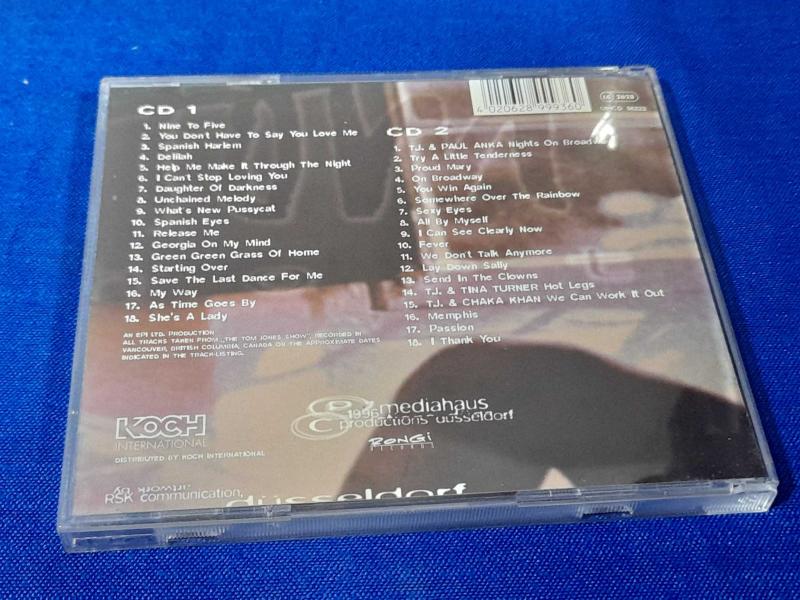 CD 1
1. Nine To Five
2. You Don't Have To Say You Love Me
3. Spanish Harlem
4. Delilah
5. Help Me Make It Through The Night
6. I Can't Stop Loving You
7. Daughter Of Darkness
8. Unchained Melody
9. What's New Pussycat
10. Spanish Eyes
11. Release Me
12. Georgia On My Mind
13. Green Green Grass Of Home
14. Starting Over
15. Save The Last Dance For Me
16. My Way
17. As Time Goes By
18. She's A Lady
AN EPI LTD. PRODUCTION
ALL TRACKS TAKEN FROM „THE TOM JONES SHOW", RECORDED IN
VANCOUVER, BRITISH COLUMBIA, CANADA ON THE APPROXIMATE DATES
INDICATED IN THE TRACK-LISTING.
4 020628 999360
LC 2828
CD 2
1. T.J. & PAUL ANKA Nights On Broadway
2. Try A Little Tenderness
3. Proud Mary
4. On Broadway
5. You Win Again
6. Somewhere Over The Rainbow
7. Sexy Eyes
8. All By Myself
9. I Can See Clearly Now
10. Fever
11. We Don't Talk Anymore
12. Lay Down Sally
13. Send In The Clowns
14. T.J. & TINA TURNER Hot Legs
15. T.J. & CHAKA KHAN We Can Work It Out
16. Memphis
17. Passion
18. I Thank You
KOCH
INTERNATIONAL
DISTRIBUTED BY KOCH INTERNATIONAL
1996 mediahaus
productions düsseldorf
RONGI
RECORDS
artwork by
RSK communication,
düsseldorf